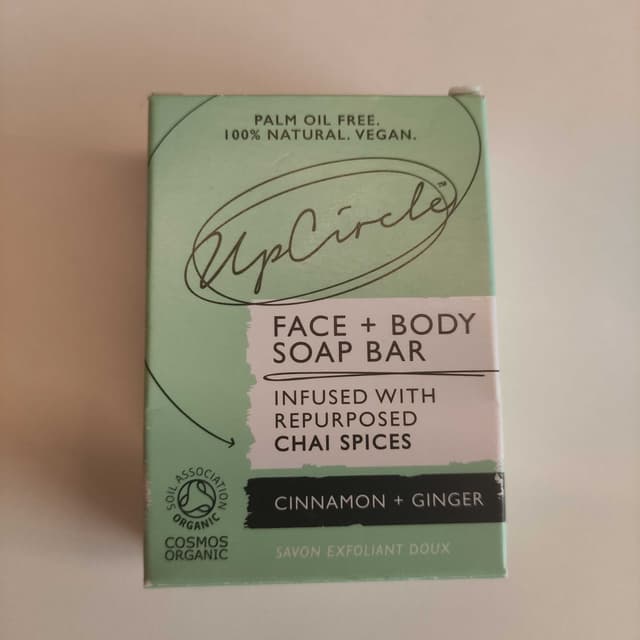 PALM OIL FREE.
100% NATURAL. VEGAN.
UpCircle™
FACE + BODY
SOAP BAR
INFUSED WITH
REPURPOSED
CHAI SPICES
CINNAMON + GINGER
SOIL ASSOCIATION
ORGANIC
COSMOS
ORGANIC
SAVON EXFOLIANT DOUX